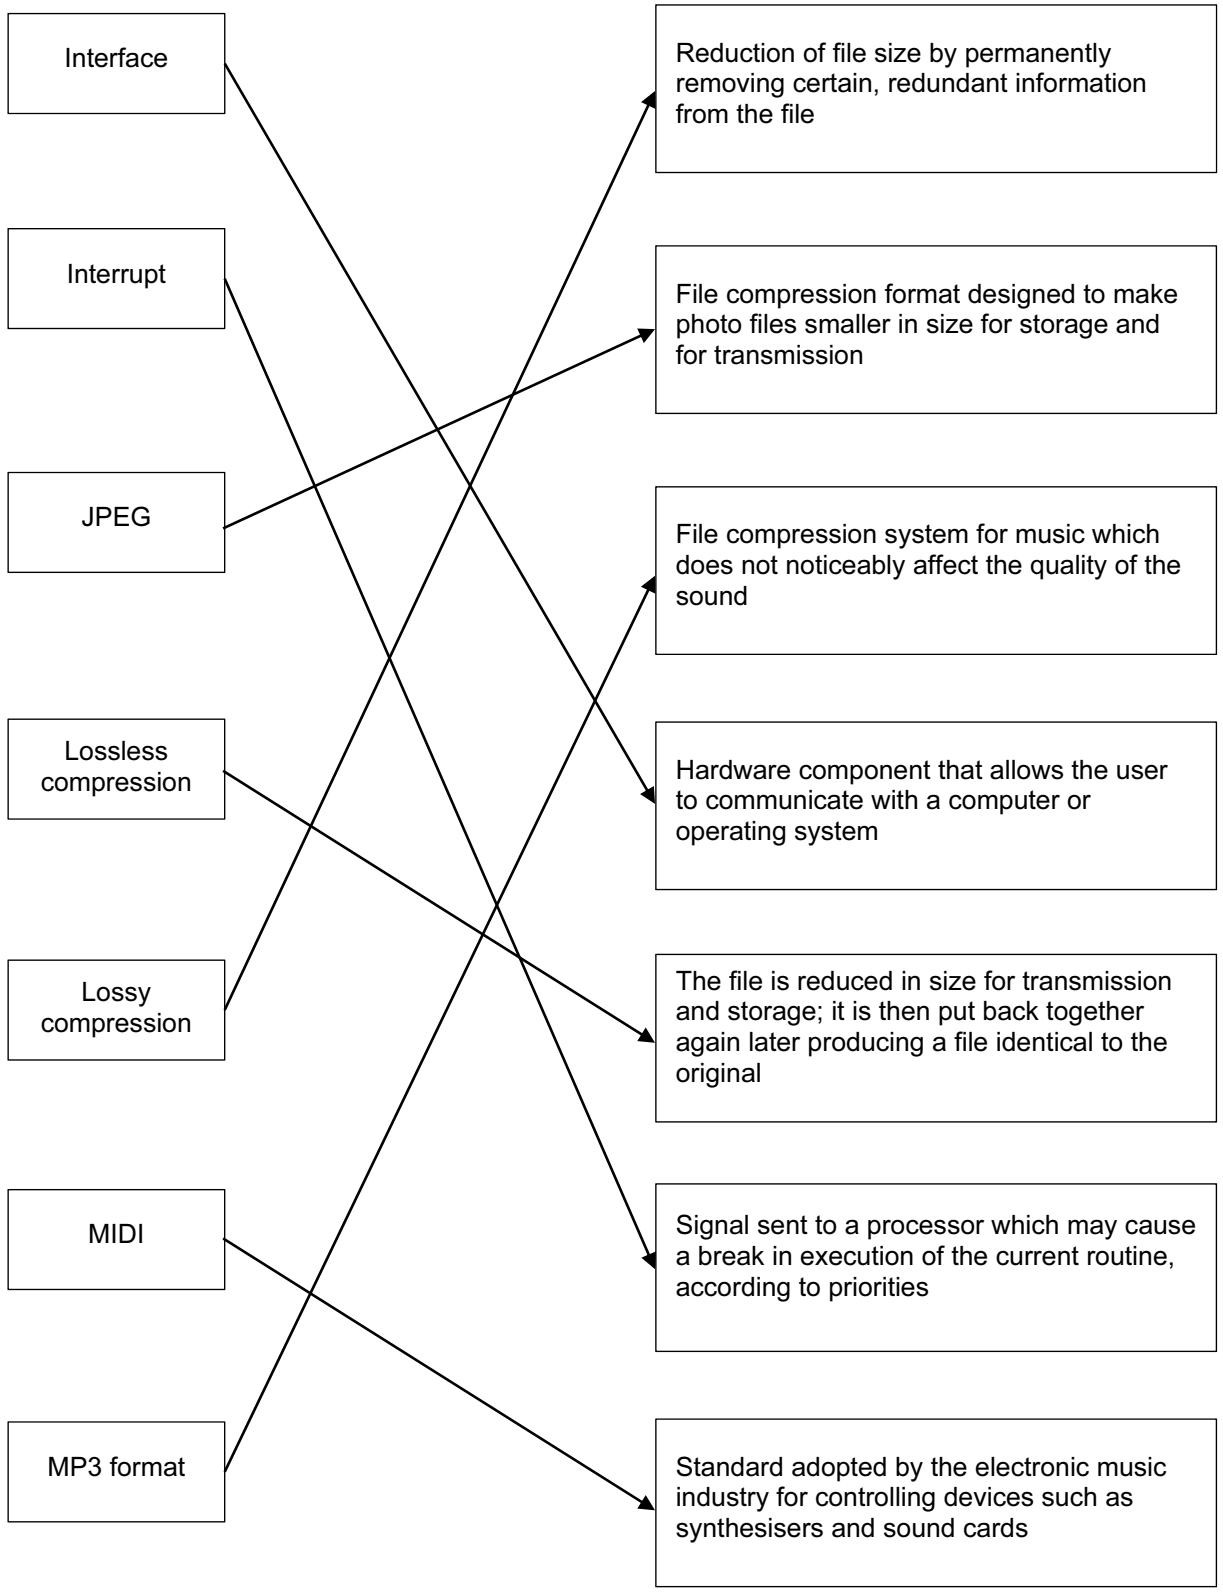 Interface
Reduction of file size by permanently
removing certain, redundant information
from the file
Interrupt
File compression format designed to make
photo files smaller in size for storage and
for transmission
JPEG
File compression system for music which
does not noticeably affect the quality of the
sound
Lossless
compression
Hardware component that allows the user
to communicate with a computer or
operating system
Lossy
compression
The file is reduced in size for transmission
and storage; it is then put back together
again later producing a file identical to the
original
MIDI
Signal sent to a processor which may cause
a break in execution of the current routine,
according to priorities
MP3 format
Standard adopted by the electronic music
industry for controlling devices such as
synthesisers and sound cards